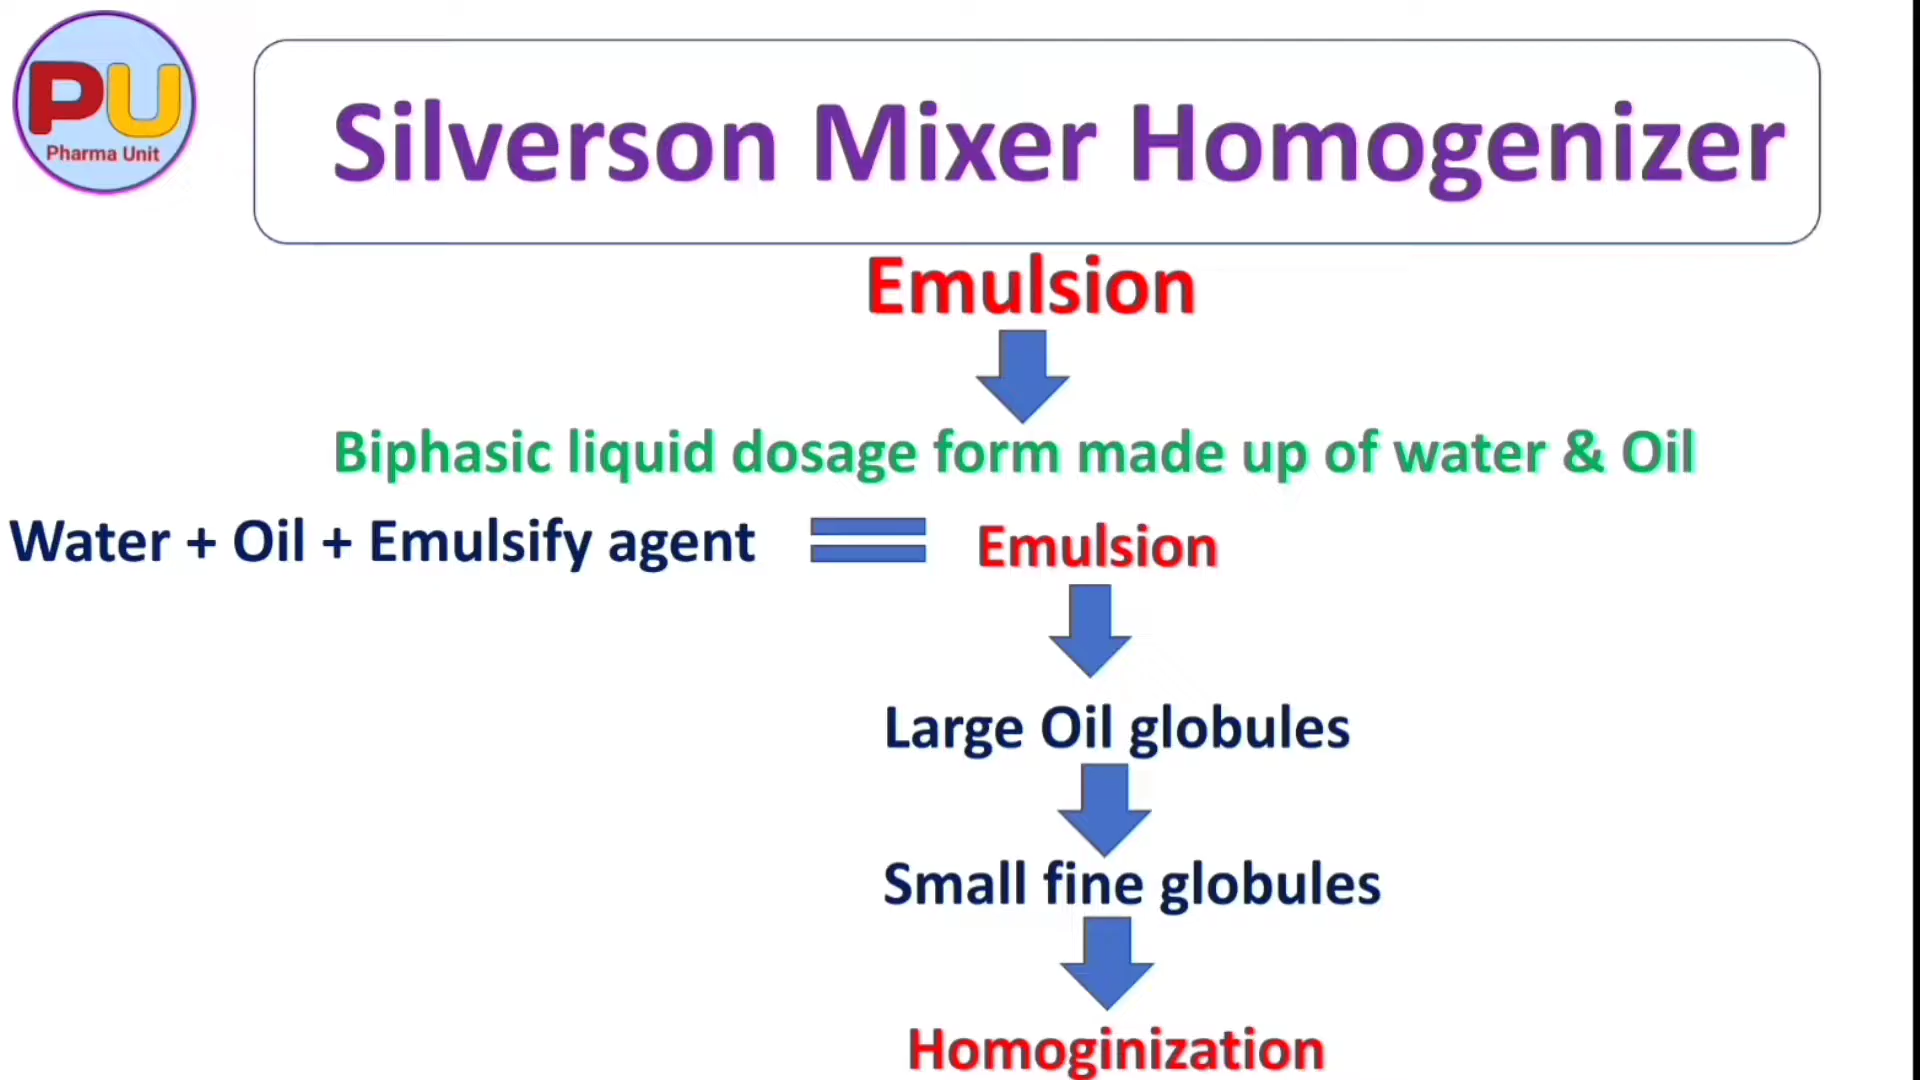 PU
Pharma Unit
Silverson Mixer Homogenizer
Emulsion
Biphasic liquid dosage form made up of water & Oil
Water + Oil + Emulsify agent = Emulsion
Large Oil globules
Small fine globules
Homoginization